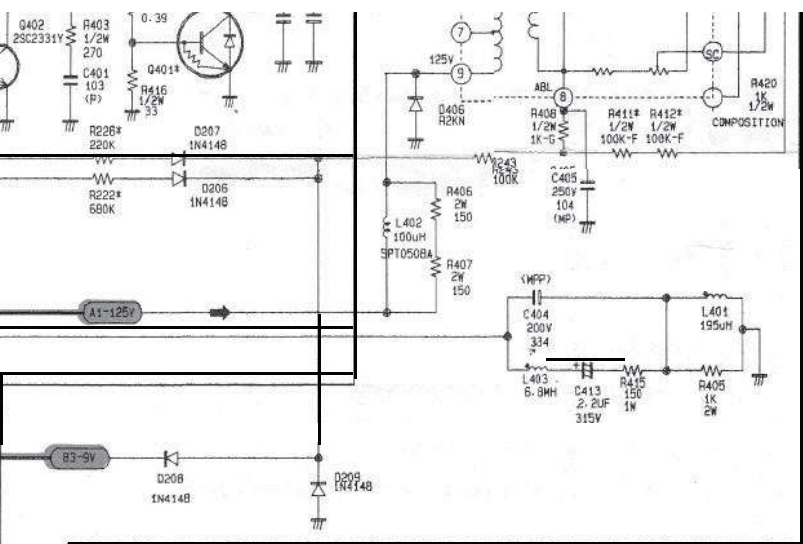 Q402
2SC2331Y
R403
1/2W
270
C401
103
(P)
0.39
Q401*
R416
1/2W
33
7
125V
9
D406
R2KN
ABL
8
R408
1/2W
1K-G
R411*
1/2W
100K-F
R412*
1/2W
100K-F
SC
R420
1K
1/2W
COMPOSITION
R226*
220K
D207
1N4148
R222*
680K
D206
1N4148
R243
100K
C405
250V
104
(MP)
R406
2W
150
L402
100uH
SPT0508A
R407
2W
150
A1-125V
(MPP)
C404
200V
334
L401
195uH
L403
6.8MH
C413
2.2UF
315V
R415
150
1W
R405
1K
2W
B3-9V
D208
1N4148
D209
1N4148